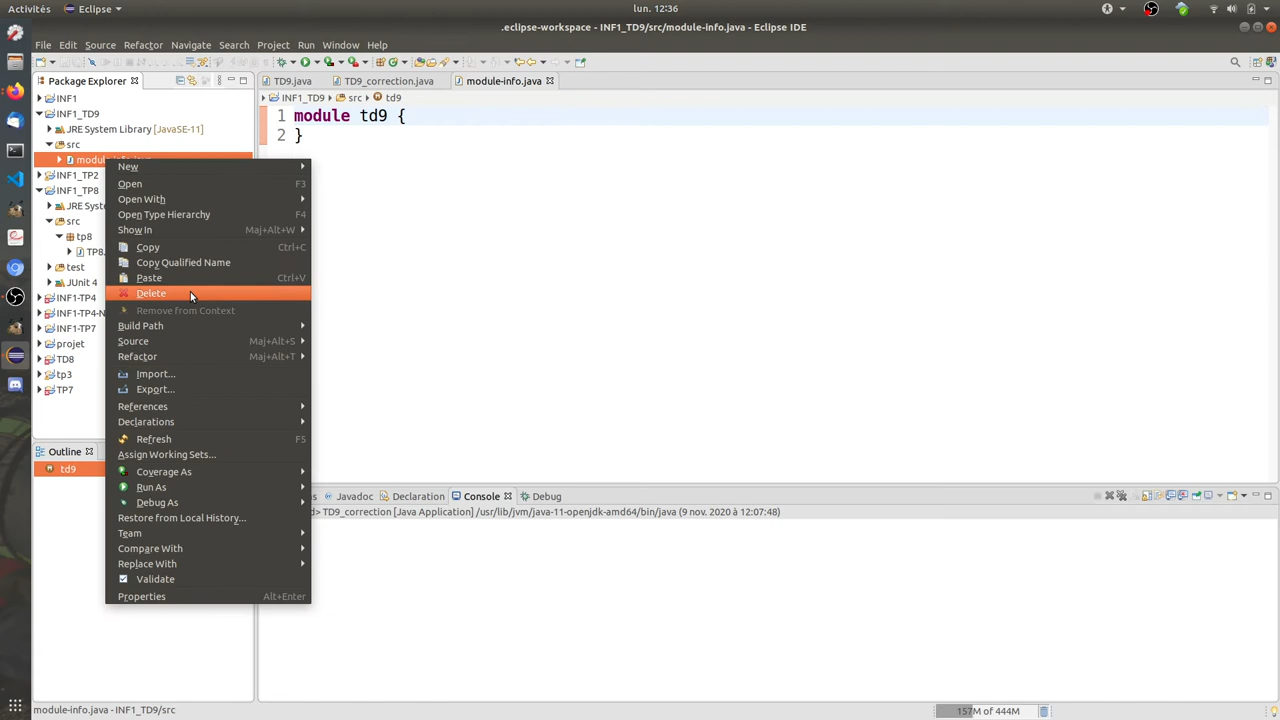 Activités
Eclipse
lun. 12:36
.eclipse-workspace - INF1_TD9/src/module-info.java - Eclipse IDE
File Edit Source Refactor Navigate Search Project Run Window Help
Package Explorer
TD9.java
TD9_correction.java
module-info.java
INF1
INF1_TD9
JRE System Library [JavaSE-11]
src
INF1_TP2
INF1_TP8
src
tp8
test
JUnit 4
INF1-TP4
INF1-TP7
projet
TD8
tp3
TP7
INF1_TD9 src td9
1 module td9 {
2 }
New
Open F3
Open With
Open Type Hierarchy F4
Show In Maj+Alt+W
Copy Ctrl+C
Copy Qualified Name
Paste Ctrl+V
Delete
Remove from Context
Build Path
Source Maj+Alt+S
Refactor Maj+Alt+T
Import...
Export...
References
Declarations
Refresh F5
Assign Working Sets...
Coverage As
Run As
Debug As
Restore from Local History...
Team
Compare With
Replace With
Validate
Properties Alt+Enter
Outline
td9
Javadoc Declaration Console Debug
TD9_correction [Java Application] /usr/lib/jvm/java-11-openjdk-amd64/bin/java (9 nov. 2020 à 12:07:48)
module-info.java - INF1_TD9/src
157M of 444M